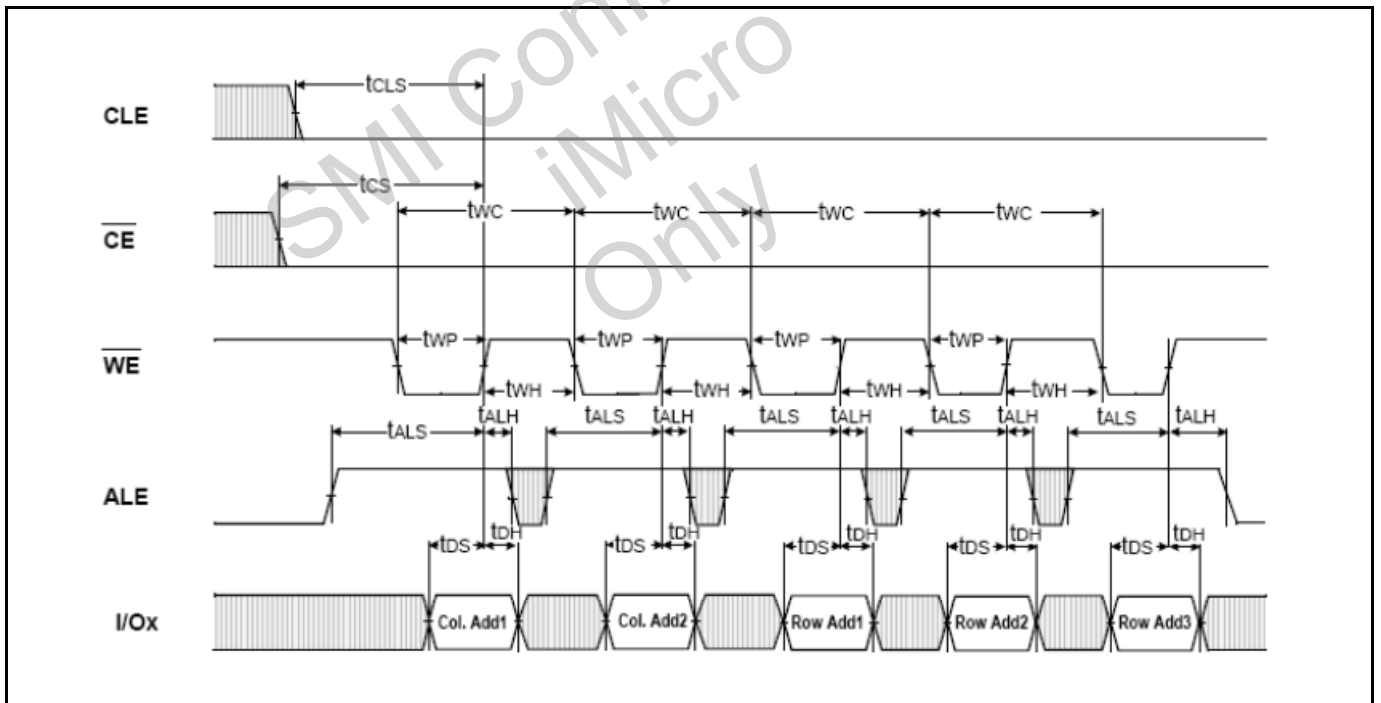 SMI Con
iMicro
Only
CLE
tCLS
CE
tCS
tWC tWC tWC tWC
WE
tWP tWP tWP tWP
tWH tWH tWH tWH
ALE
tALS tALH tALS tALH tALS tALH tALS tALH tALS tALH
tDS tDH tDS tDH tDS tDH tDS tDH tDS tDH
I/Ox
Col. Add1 Col. Add2 Row Add1 Row Add2 Row Add3